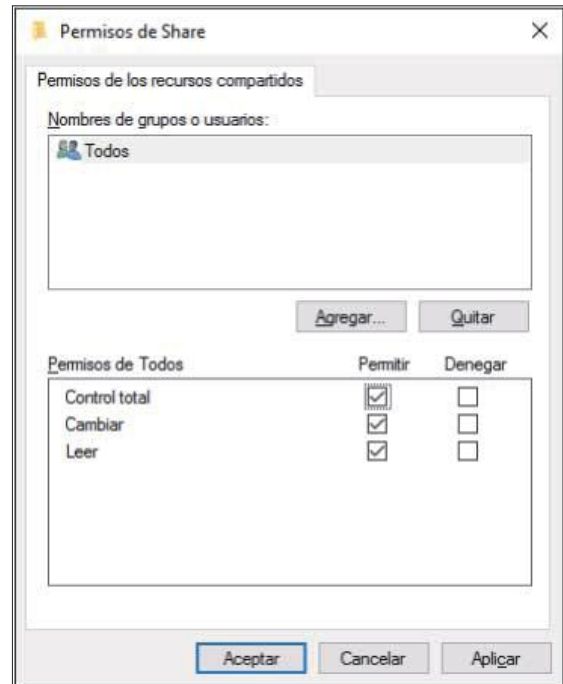 Permisos de Share
Permisos de los recursos compartidos
Nombres de grupos o usuarios:
Todos
Agregar... Quitar
Permisos de Todos Permitir Denegar
Control total
Cambiar
Leer
Aceptar Cancelar Aplicar